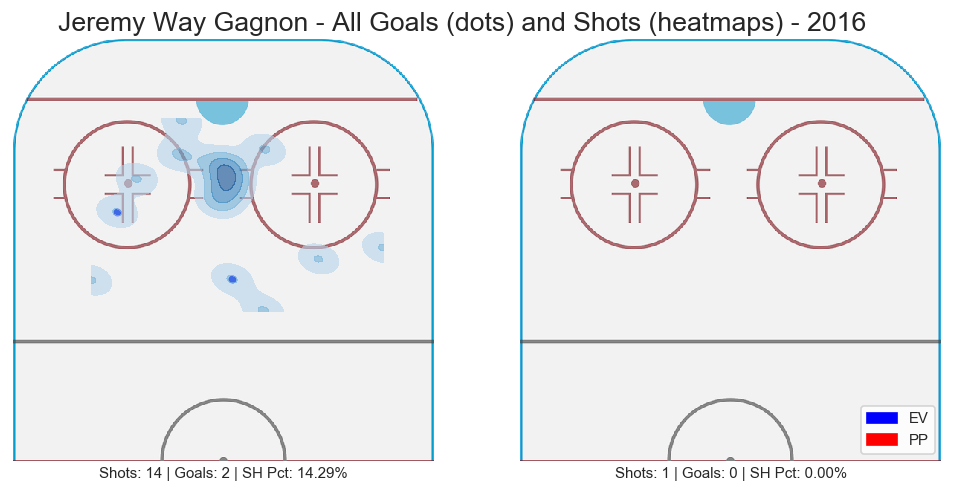 Jeremy Way Gagnon - All Goals (dots) and Shots (heatmaps) - 2016
EV
PP
Shots: 14 | Goals: 2 | SH Pct: 14.29%
Shots: 1 | Goals: 0 | SH Pct: 0.00%